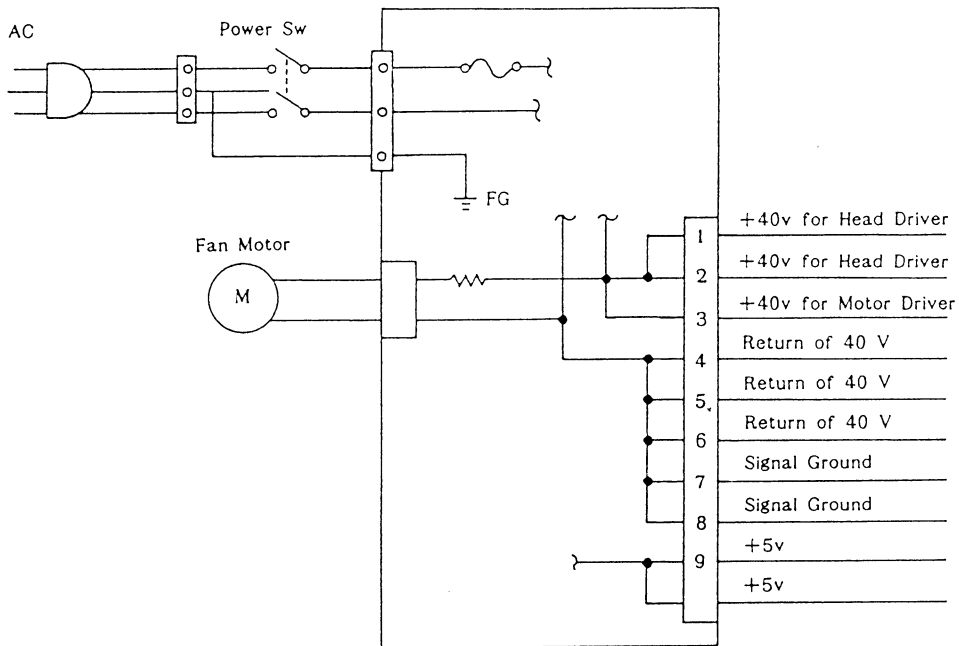 AC
Power Sw
FG
Fan Motor
M
1 +40v for Head Driver
2 +40v for Head Driver
3 +40v for Motor Driver
4 Return of 40 V
5 Return of 40 V
6 Return of 40 V
7 Signal Ground
8 Signal Ground
9 +5v
+5v